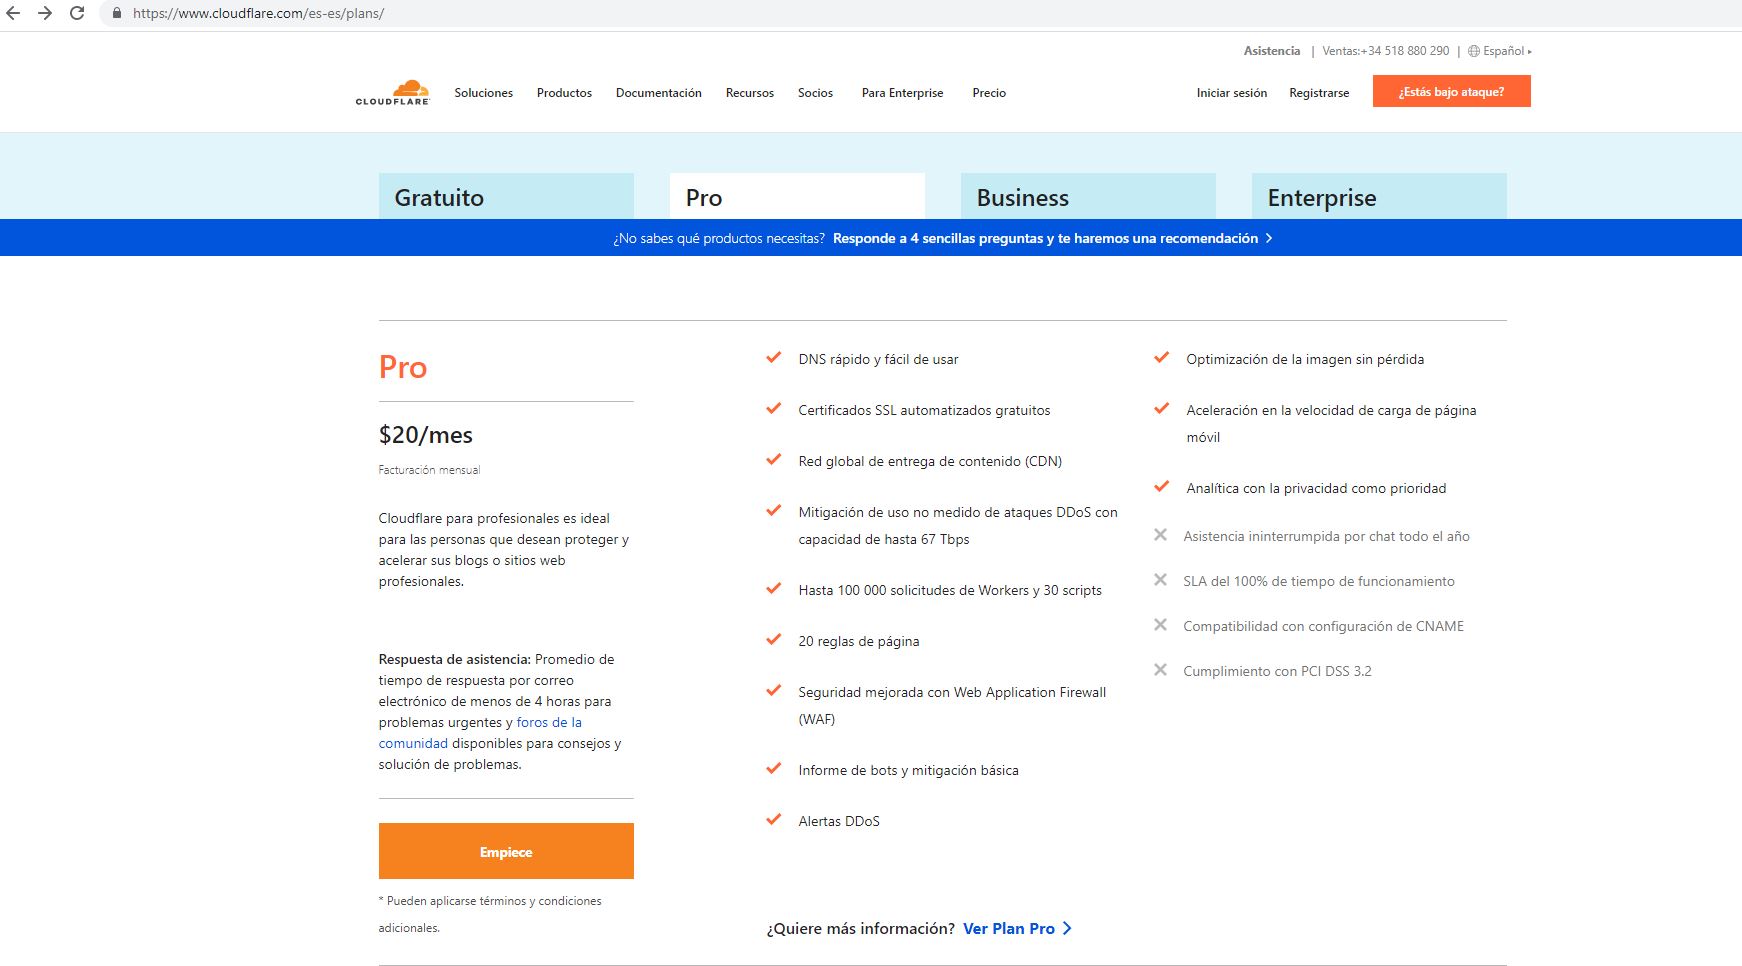 https://www.cloudflare.com/es-es/plans/
Asistencia | Ventas:+34 518 880 290 | Español
CLOUDFLARE
Soluciones Productos Documentación Recursos Socios Para Enterprise Precio Iniciar sesión Registrarse ¿Estás bajo ataque?
Gratuito Pro Business Enterprise
¿No sabes qué productos necesitas? Responde a 4 sencillas preguntas y te haremos una recomendación
Pro
$20/mes
Facturación mensual
Cloudflare para profesionales es ideal
para las personas que desean proteger y
acelerar sus blogs o sitios web
profesionales.
Respuesta de asistencia: Promedio de
tiempo de respuesta por correo
electrónico de menos de 4 horas para
problemas urgentes y foros de la
comunidad disponibles para consejos y
solución de problemas.
Empiece
* Pueden aplicarse términos y condiciones
adicionales.
DNS rápido y fácil de usar
Certificados SSL automatizados gratuitos
Red global de entrega de contenido (CDN)
Mitigación de uso no medido de ataques DDoS con
capacidad de hasta 67 Tbps
Hasta 100 000 solicitudes de Workers y 30 scripts
20 reglas de página
Seguridad mejorada con Web Application Firewall
(WAF)
Informe de bots y mitigación básica
Alertas DDoS
Optimización de la imagen sin pérdida
Aceleración en la velocidad de carga de página
móvil
Analítica con la privacidad como prioridad
Asistencia ininterrumpida por chat todo el año
SLA del 100% de tiempo de funcionamiento
Compatibilidad con configuración de CNAME
Cumplimiento con PCI DSS 3.2
¿Quiere más información? Ver Plan Pro